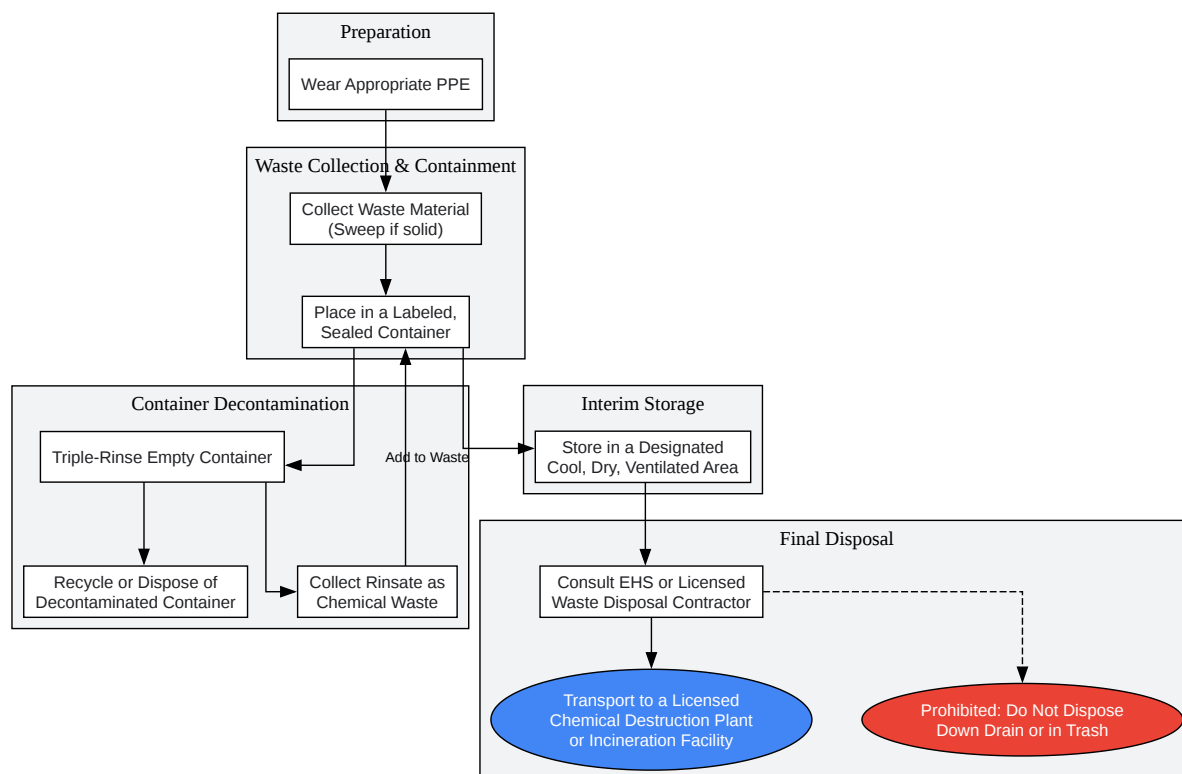 Preparation
Wear Appropriate PPE
Waste Collection & Containment
Collect Waste Material
(Sweep if solid)
Place in a Labeled,
Sealed Container
Container Decontamination
Triple-Rinse Empty Container
Add to Waste
Recycle or Dispose of
Decontaminated Container
Collect Rinsate as
Chemical Waste
Interim Storage
Store in a Designated
Cool, Dry, Ventilated Area
Final Disposal
Consult EHS or Licensed
Waste Disposal Contractor
Transport to a Licensed
Chemical Destruction Plant
or Incineration Facility
Prohibited: Do Not Dispose
Down Drain or in Trash